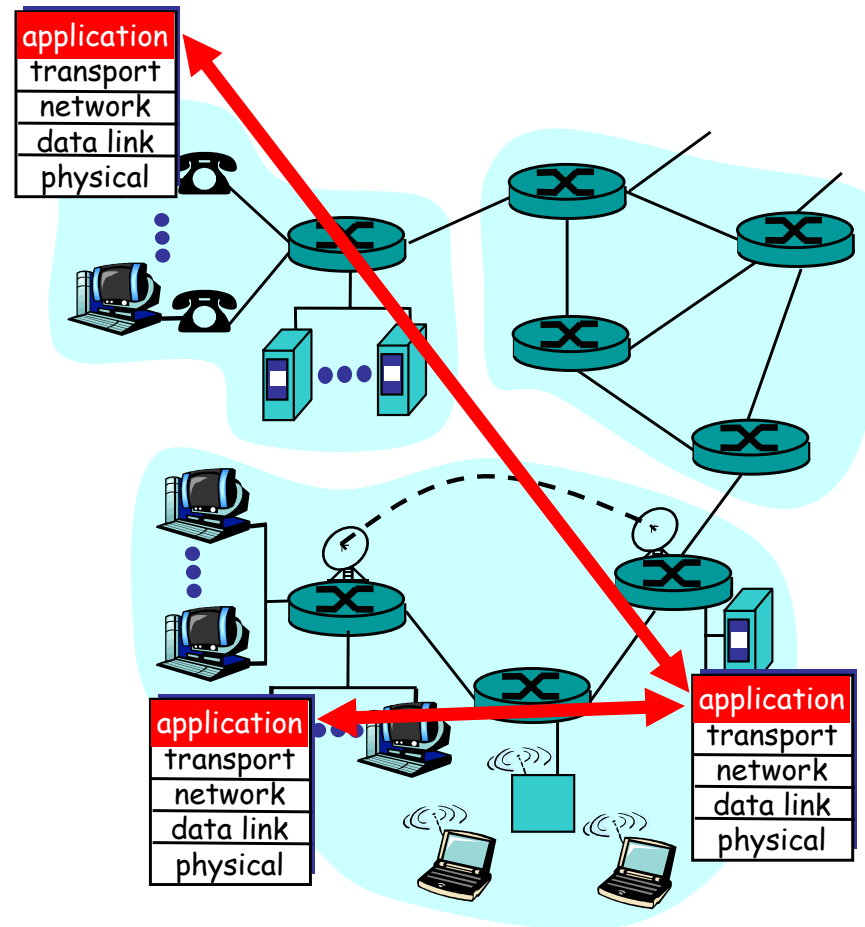 application
transport
network
data link
physical
application
transport
network
data link
physical
application
transport
network
data link
physical